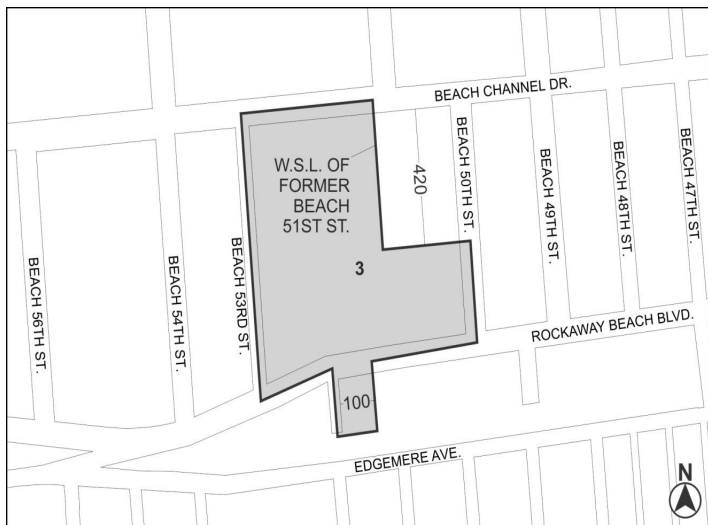 BEACH CHANNEL DR.
W.S.L. OF
FORMER
BEACH
51ST ST.
420
BEACH 50TH ST.
BEACH 49TH ST.
BEACH 48TH ST.
BEACH 47TH ST.
3
BEACH 56TH ST.
BEACH 54TH ST.
BEACH 53RD ST.
ROCKAWAY BEACH BLVD.
100
EDGEMERE AVE.
N